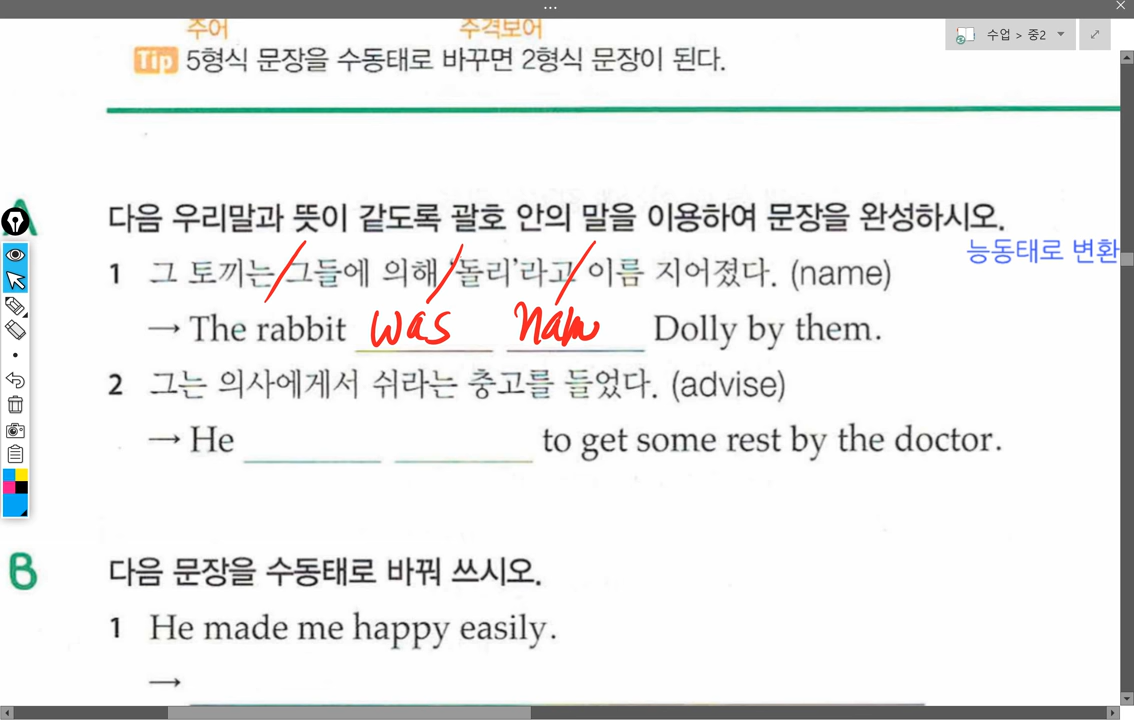 수업 > 중2
주어 주격보어
Tip 5형식 문장을 수동태로 바꾸면 2형식 문장이 된다.
A 다음 우리말과 뜻이 같도록 괄호 안의 말을 이용하여 문장을 완성하시오.
능동태로 변환
1 그 토끼는 그들에 의해 '돌리'라고 이름 지어졌다. (name)
→ The rabbit was name Dolly by them.
2 그는 의사에게서 쉬라는 충고를 들었다. (advise)
→ He to get some rest by the doctor.
B 다음 문장을 수동태로 바꿔 쓰시오.
1 He made me happy easily.
→